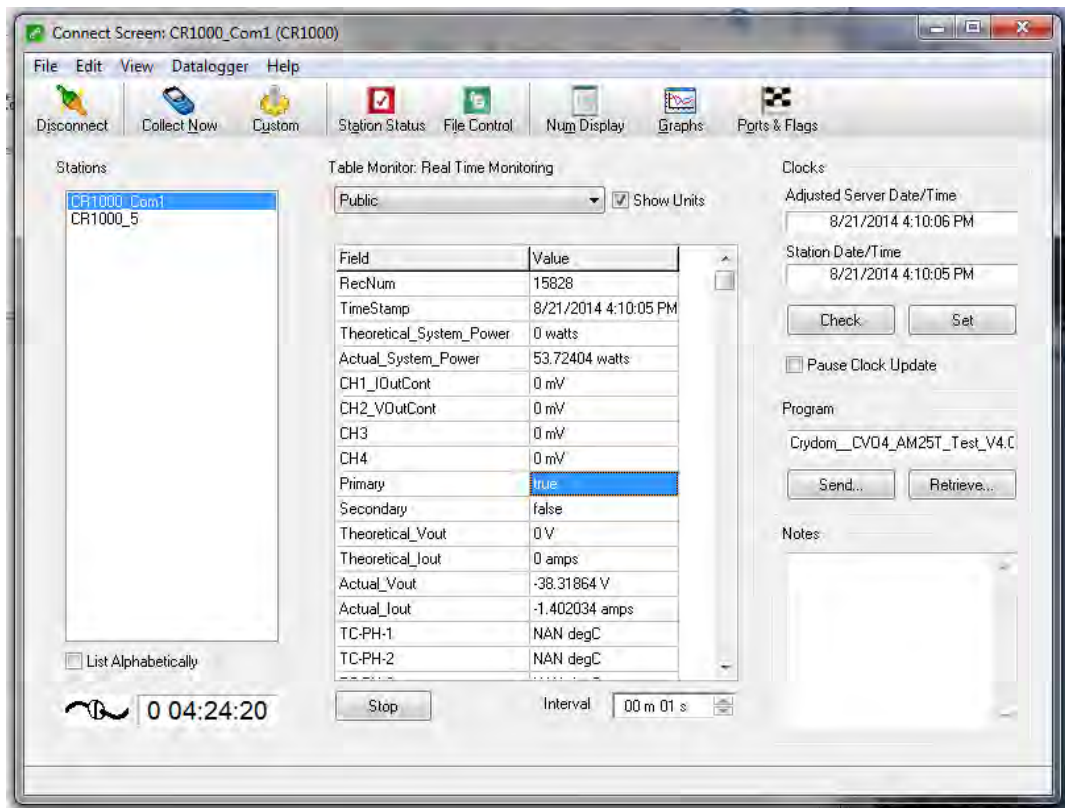 Connect Screen: CR1000_Com1 (CR1000)
File Edit View Datalogger Help
Disconnect Collect Now Custom Station Status File Control Num Display Graphs Ports & Flags
Stations
CR1000_Com1
CR1000_5
List Alphabetically
0 04:24:20
Table Monitor: Real Time Monitoring
Public Show Units
Field Value
RecNum 15828
TimeStamp 8/21/2014 4:10:05 PM
Theoretical_System_Power 0 watts
Actual_System_Power 53.72404 watts
CH1_IOutCont 0 mV
CH2_VOutCont 0 mV
CH3 0 mV
CH4 0 mV
Primary true
Secondary false
Theoretical_Vout 0 V
Theoretical_Iout 0 amps
Actual_Vout -38.31864 V
Actual_Iout -1.402034 amps
TC-PH-1 NAN degC
TC-PH-2 NAN degC
Stop Interval 00 m 01 s
Clocks
Adjusted Server Date/Time
8/21/2014 4:10:06 PM
Station Date/Time
8/21/2014 4:10:05 PM
Check Set
Pause Clock Update
Program
Crydom__CV04_AM25T_Test_V4.
Send... Retrieve...
Notes